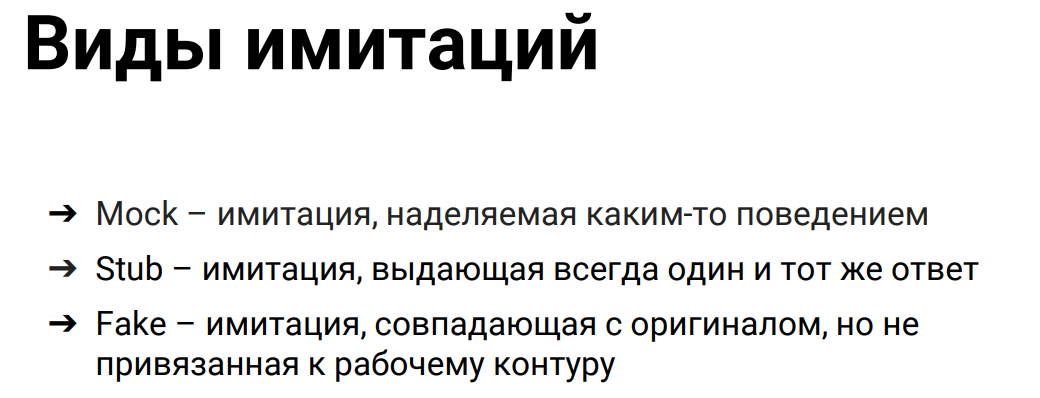 Виды имитаций
➔ Mock – имитация, наделяемая каким-то поведением
➔ Stub – имитация, выдающая всегда один и тот же ответ
➔ Fake – имитация, совпадающая с оригиналом, но не
привязанная к рабочему контуру